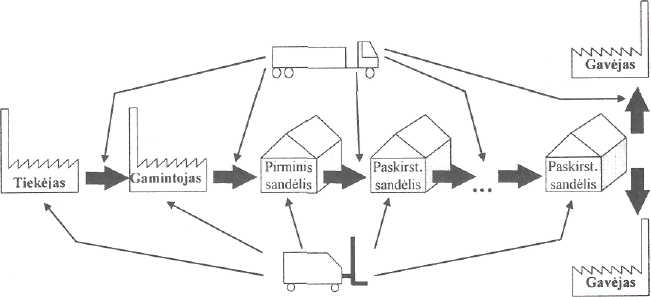 Gavėjas
Tiekėjas
Gamintojas
Pirminis
sandėlis
Paskirst.
sandėlis
...
Paskirst.
sandėlis
Gavėjas